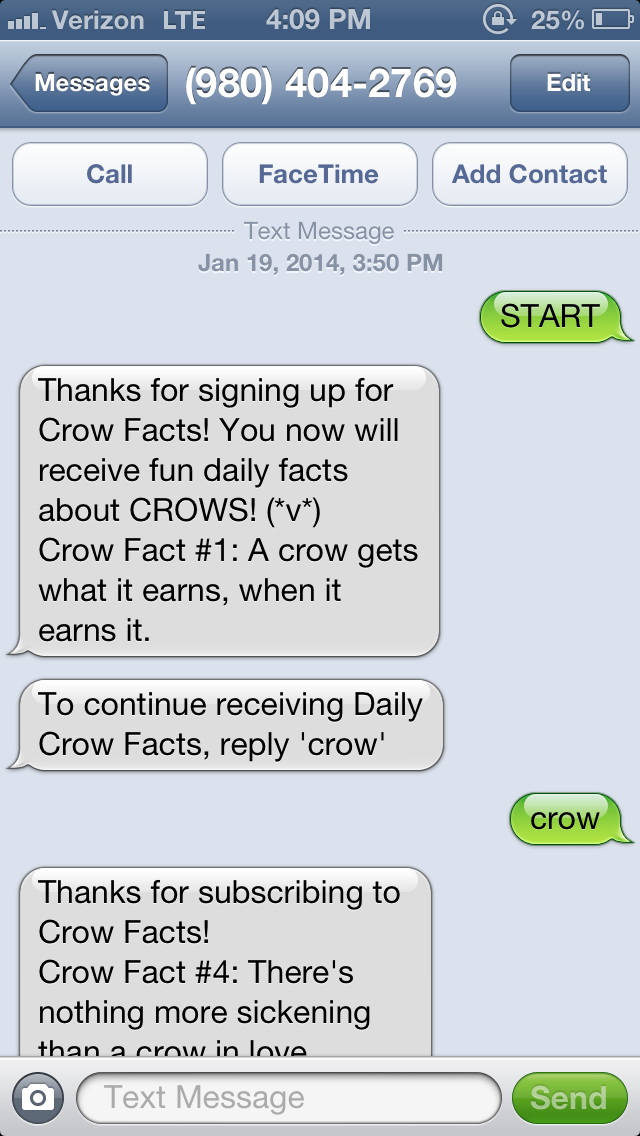 Verizon LTE 4:09 PM 25%
Messages (980) 404-2769 Edit
Call FaceTime Add Contact
Text Message
Jan 19, 2014, 3:50 PM
START
Thanks for signing up for
Crow Facts! You now will
receive fun daily facts
about CROWS! (*v*)
Crow Fact #1: A crow gets
what it earns, when it
earns it.
To continue receiving Daily
Crow Facts, reply 'crow'
crow
Thanks for subscribing to
Crow Facts!
Crow Fact #4: There's
nothing more sickening
than a crow in love
Text Message Send